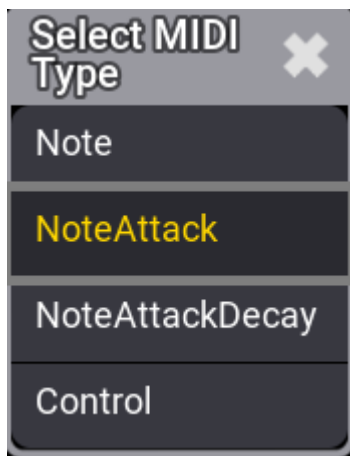 Select MIDI
Type
Note
NoteAttack
NoteAttackDecay
Control